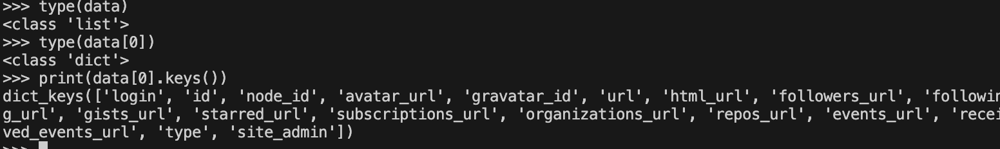 >>> type(data)
<class 'list'>
>>> type(data[0])
<class 'dict'>
>>> print(data[0].keys())
dict_keys(['login', 'id', 'node_id', 'avatar_url', 'gravatar_id', 'url', 'html_url', 'followers_url', 'followin
g_url', 'gists_url', 'starred_url', 'subscriptions_url', 'organizations_url', 'repos_url', 'events_url', 'recei
ved_events_url', 'type', 'site_admin'])
>>>